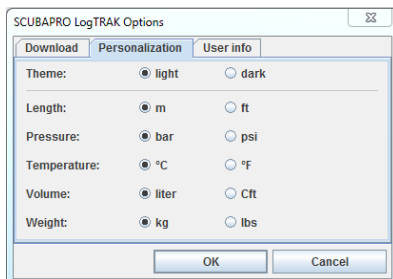 SCUBAPRO LogTRAK Options
Download Personalization User info
Theme: light dark
Length: m ft
Pressure: bar psi
Temperature: °C °F
Volume: liter Cft
Weight: kg lbs
OK Cancel